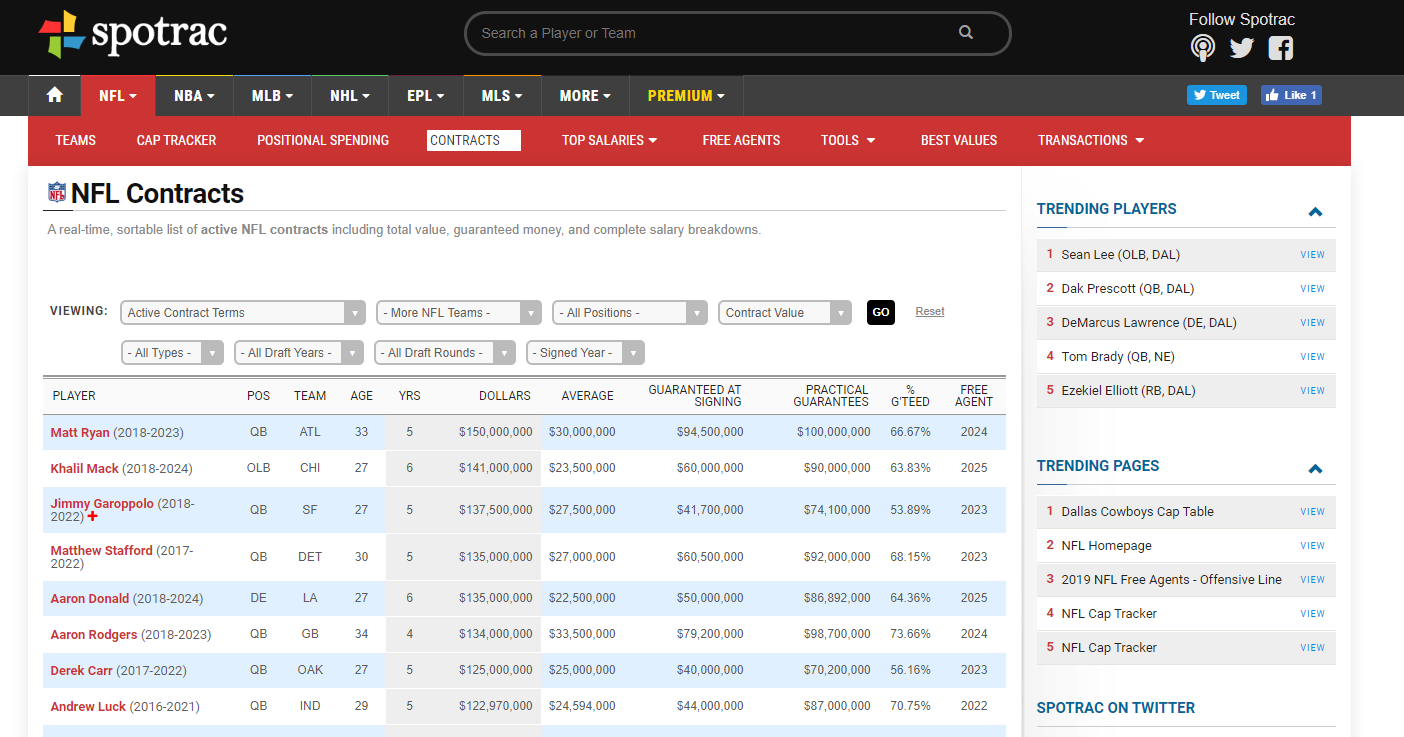 spotrac
Search a Player or Team
Follow Spotrac
NFL NBA MLB NHL EPL MLS MORE PREMIUM
Tweet Like 1
TEAMS CAP TRACKER POSITIONAL SPENDING CONTRACTS TOP SALARIES FREE AGENTS TOOLS BEST VALUES TRANSACTIONS
NFL Contracts
A real-time, sortable list of active NFL contracts including total value, guaranteed money, and complete salary breakdowns.
VIEWING: Active Contract Terms - More NFL Teams - - All Positions - Contract Value GO Reset
- All Types - - All Draft Years - - All Draft Rounds - - Signed Year -
PLAYER POS TEAM AGE YRS DOLLARS AVERAGE GUARANTEED AT SIGNING PRACTICAL GUARANTEES % G'TEED FREE AGENT
Matt Ryan (2018-2023) QB ATL 33 5 $150,000,000 $30,000,000 $94,500,000 $100,000,000 66.67% 2024
Khalil Mack (2018-2024) OLB CHI 27 6 $141,000,000 $23,500,000 $60,000,000 $90,000,000 63.83% 2025
Jimmy Garoppolo (2018-
2022) QB SF 27 5 $137,500,000 $27,500,000 $41,700,000 $74,100,000 53.89% 2023
Matthew Stafford (2017-
2022) QB DET 30 5 $135,000,000 $27,000,000 $60,500,000 $92,000,000 68.15% 2023
Aaron Donald (2018-2024) DE LA 27 6 $135,000,000 $22,500,000 $50,000,000 $86,892,000 64.36% 2025
Aaron Rodgers (2018-2023) QB GB 34 4 $134,000,000 $33,500,000 $79,200,000 $98,700,000 73.66% 2024
Derek Carr (2017-2022) QB OAK 27 5 $125,000,000 $25,000,000 $40,000,000 $70,200,000 56.16% 2023
Andrew Luck (2016-2021) QB IND 29 5 $122,970,000 $24,594,000 $44,000,000 $87,000,000 70.75% 2022
TRENDING PLAYERS
1 Sean Lee (OLB, DAL) VIEW
2 Dak Prescott (QB, DAL) VIEW
3 DeMarcus Lawrence (DE, DAL) VIEW
4 Tom Brady (QB, NE) VIEW
5 Ezekiel Elliott (RB, DAL) VIEW
TRENDING PAGES
1 Dallas Cowboys Cap Table VIEW
2 NFL Homepage VIEW
3 2019 NFL Free Agents - Offensive Line VIEW
4 NFL Cap Tracker VIEW
5 NFL Cap Tracker VIEW
SPOTRAC ON TWITTER